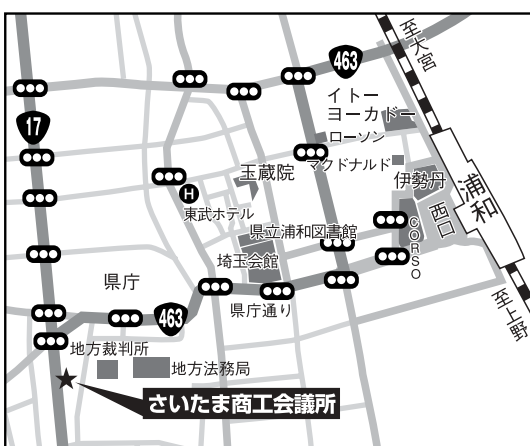 至大宮
463
イトー
ヨーカドー
17
ローソン
マクドナルド
玉蔵院
伊勢丹
浦和
H
東武ホテル
西口
県立浦和図書館
CORSO
埼玉会館
県庁
至上野
463
県庁通り
地方裁判所
地方法務局
さいたま商工会議所